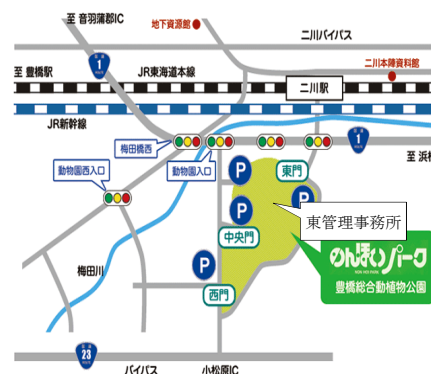 至 音羽蒲郡IC
地下資源館
二川バイパス
1
至 豊橋
JR東海道本線
二川本陣資料館
二川駅
JR新幹線
梅田橋西
動物園入口
1
至 浜松
動物園西入口
P
東門
P
P
東管理事務所
中央門
梅田川
P
西門
のんほいパーク
豊橋総合動植物公園
23
バイパス
小松原IC